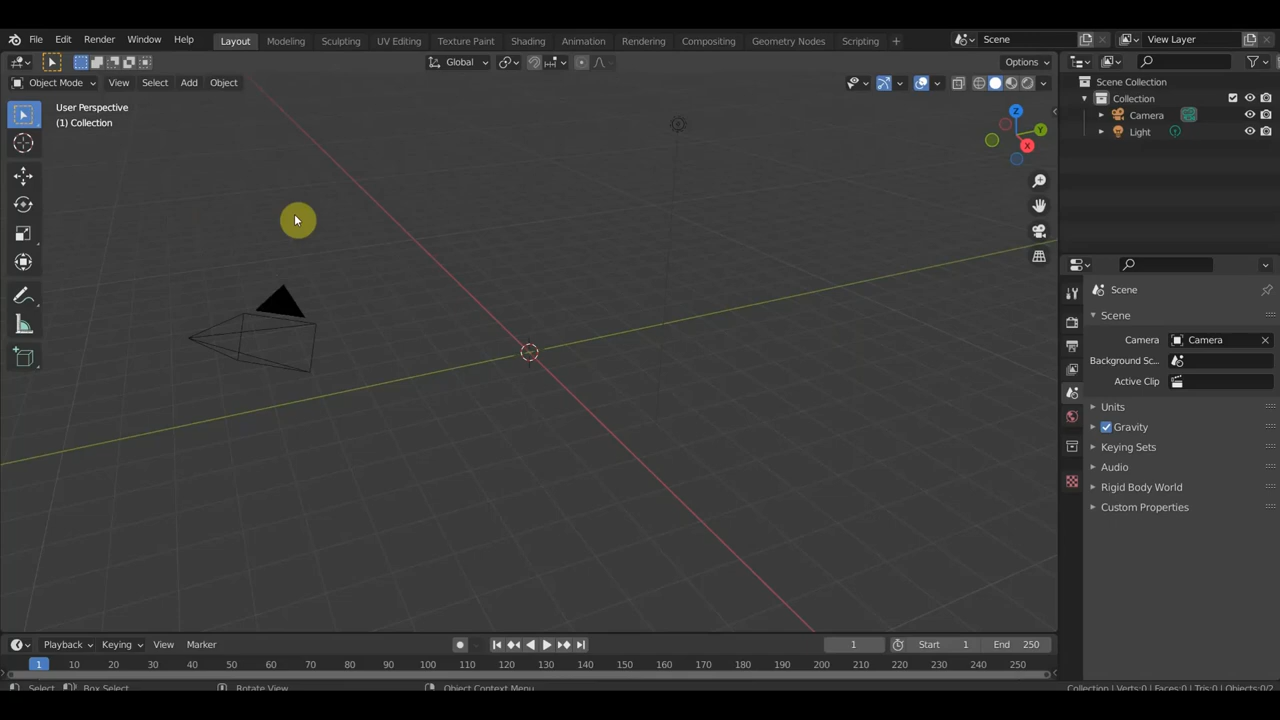 File Edit Render Window Help Layout Modeling Sculpting UV Editing Texture Paint Shading Animation Rendering Compositing Geometry Nodes Scripting + Scene View Layer
Global Options
Object Mode View Select Add Object
User Perspective
(1) Collection
Z
Y
X
Scene Collection
Collection
Camera
Light
Scene
Scene
Camera Camera
Background Sc...
Active Clip
Units
Gravity
Keying Sets
Audio
Rigid Body World
Custom Properties
Playback Keying View Marker 1 Start 1 End 250
1 10 20 30 40 50 60 70 80 90 100 110 120 130 140 150 160 170 180 190 200 210 220 230 240 250
Select Box Select Rotate View Object Context Menu Collection | Verts:0 | Faces:0 | Tris:0 | Objects:0/2